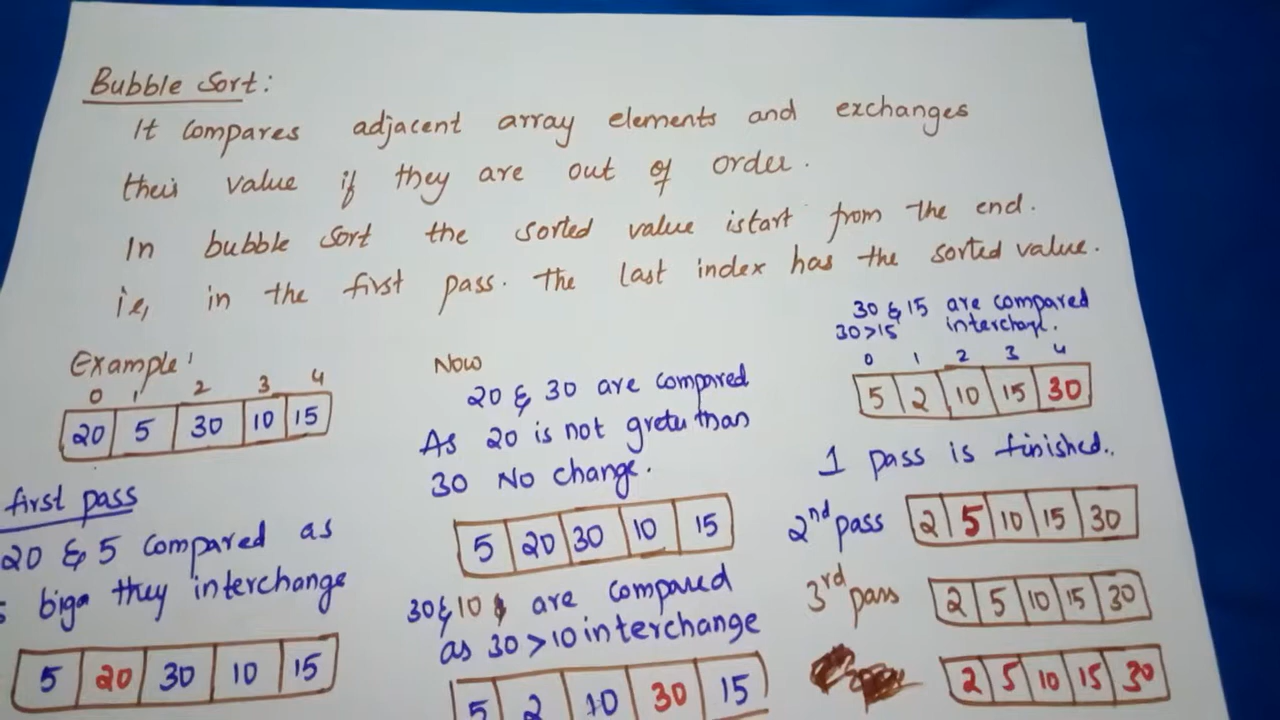 Bubble Sort:
It compares adjacent array elements and exchanges
their value if they are out of order.
In bubble sort the sorted value istart from the end.
ie, in the first pass. The last index has the sorted value.
Example:
0 1 2 3 4
20 5 30 10 15
first pass
20 & 5 compared as
they interchange
5 20 30 10 15
Now
20 & 30 are compared
As 20 is not greter than
30 No change.
5 20 30 10 15
30 & 10 are compared
as 30 > 10 interchange
5 2 10 30 15
30 & 15 are compared
30>15 interchange.
0 1 2 3 4
5 2 10 15 30
1 pass is finished..
2nd pass 2 5 10 15 30
3rd pass 2 5 10 15 30
2 5 10 15 30